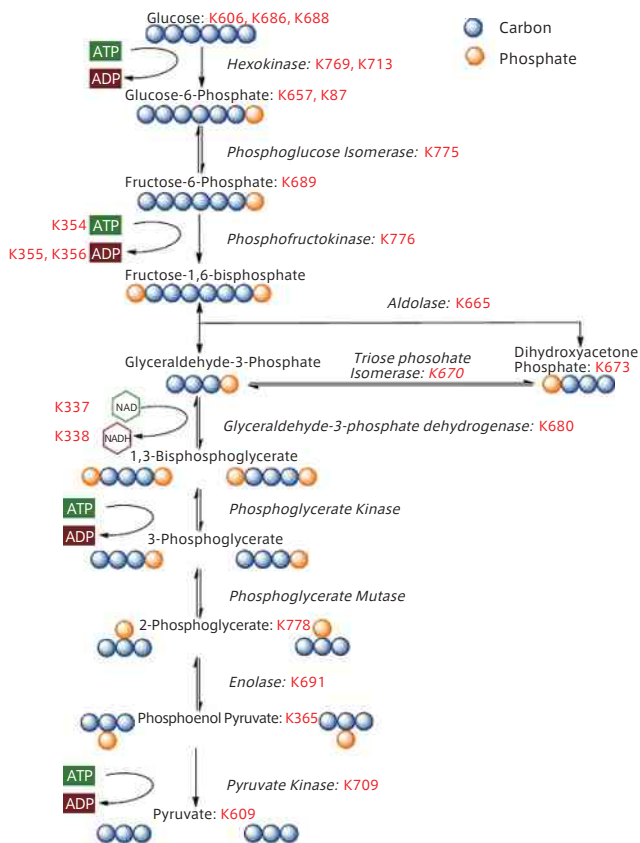 Glucose: K606, K686, K688
Carbon
Phosphate
ATP
ADP
Hexokinase: K769, K713
Glucose-6-Phosphate: K657, K87
Phosphoglucose Isomerase: K775
Fructose-6-Phosphate: K689
K354 ATP
K355, K356 ADP
Phosphofructokinase: K776
Fructose-1,6-bisphosphate
Aldolase: K665
Glyceraldehyde-3-Phosphate
Triose phosohate
Isomerase: K670
Dihydroxyacetone
Phosphate: K673
K337 NAD
K338 NADH
Glyceraldehyde-3-phosphate dehydrogenase: K680
1,3-Bisphosphoglycerate
ATP
ADP
Phosphoglycerate Kinase
3-Phosphoglycerate
Phosphoglycerate Mutase
2-Phosphoglycerate: K778
Enolase: K691
Phosphoenol Pyruvate: K365
ATP
ADP
Pyruvate Kinase: K709
Pyruvate: K609